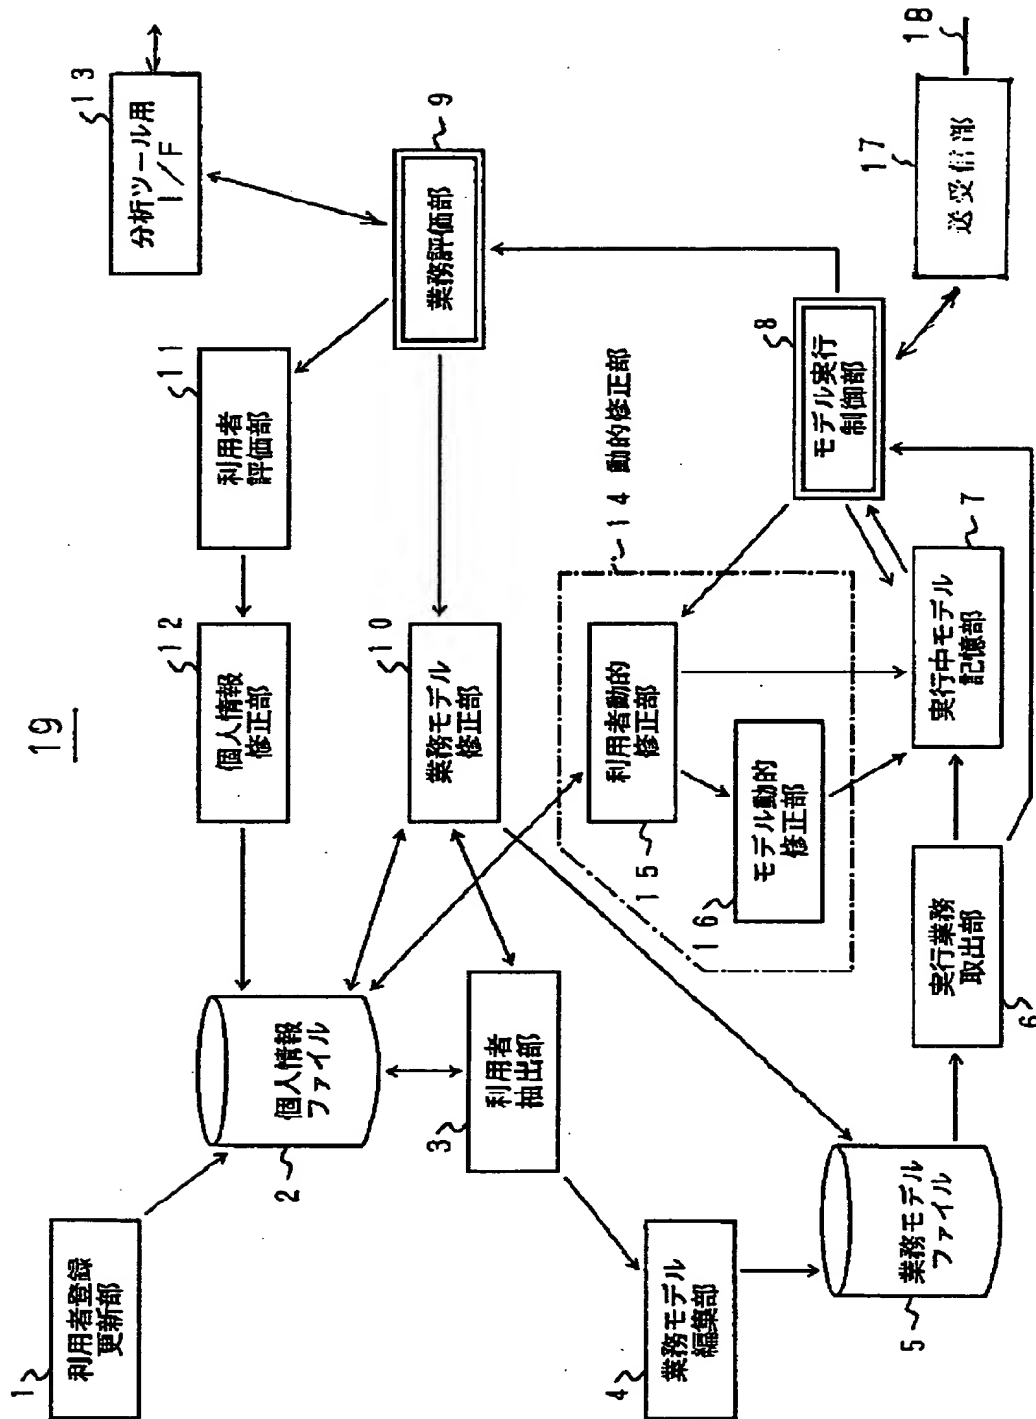 19
1
利用者登録
更新部
2
個人情報
ファイル
12
個人情報
修正部
11
利用者
評価部
13
分析ツール用
I/F
3
利用者
抽出部
10
業務モデル
修正部
9
業務評価部
4
業務モデル
編集部
14 動的修正部
15
利用者動的
修正部
16
モデル動的
修正部
8
モデル実行
制御部
5
業務モデル
ファイル
6
実行業務
取出部
7
実行中モデル
記憶部
17
送受信部
18